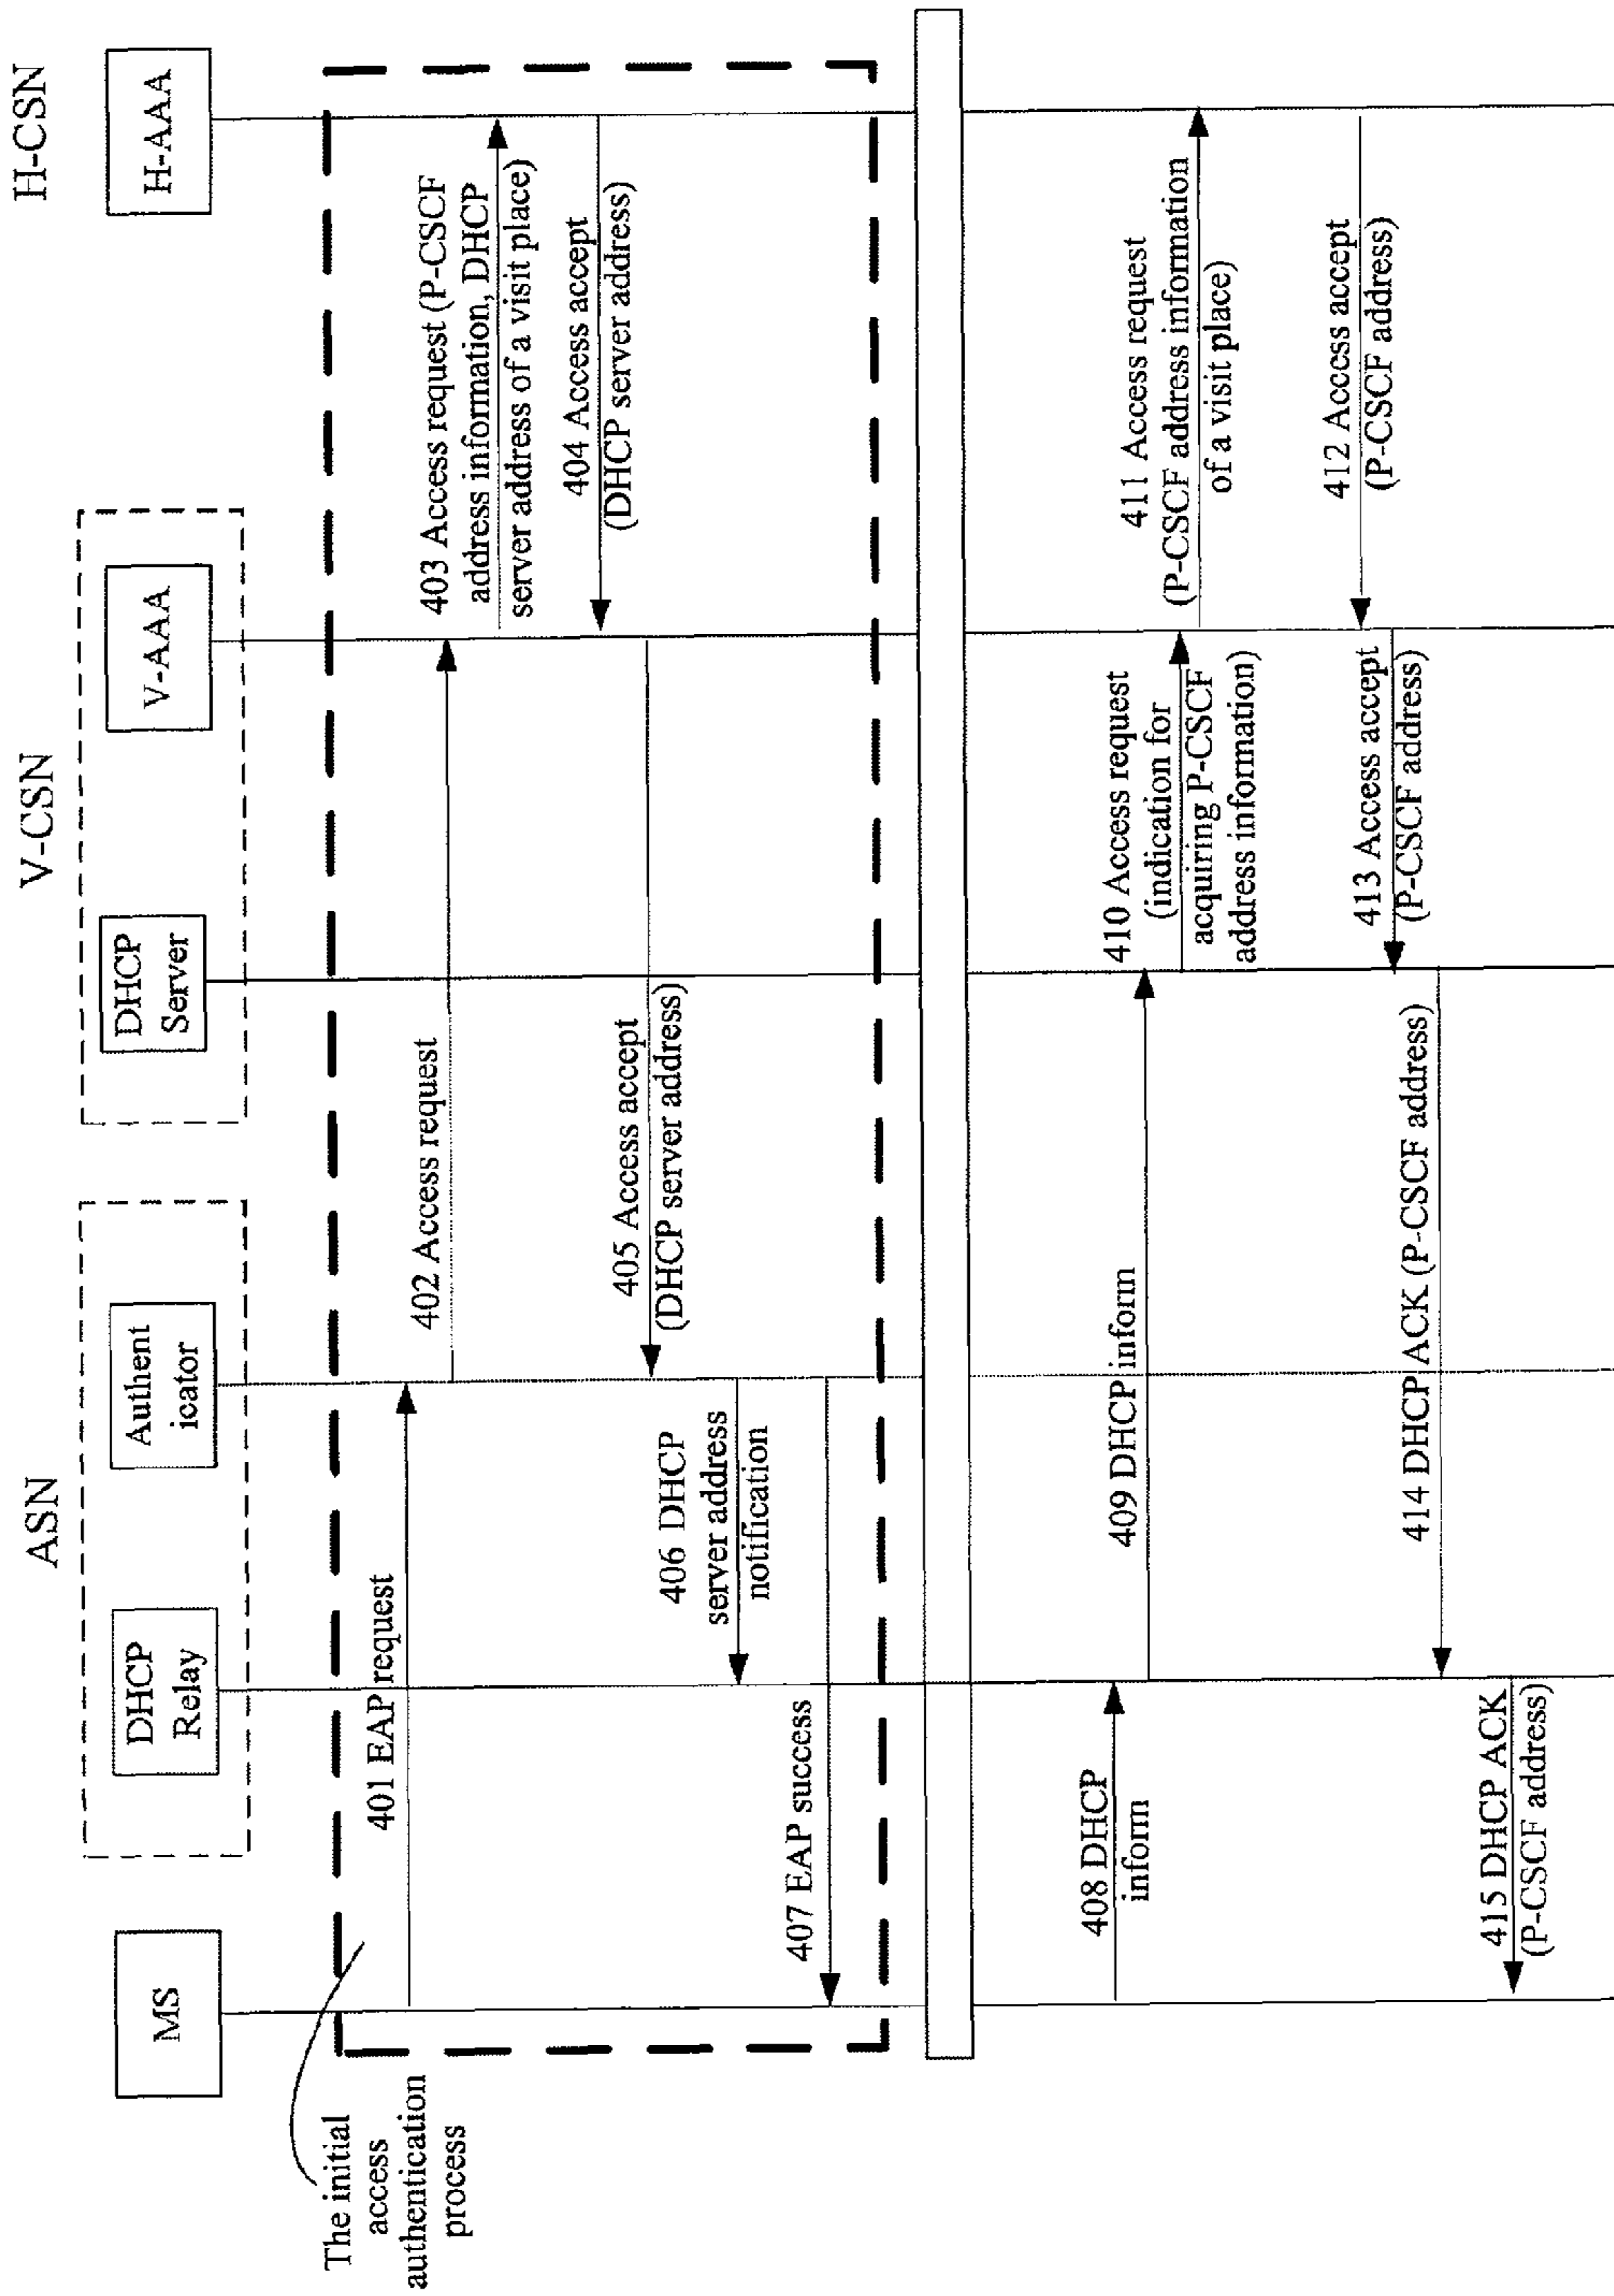 ASN
V-CSN
H-CSN
MS
DHCP
Relay
Authent
icator
DHCP
Server
V-AAA
H-AAA
The initial
access
authentication
process
401 EAP request
402 Access request
403 Access request (P-CSCF
address information, DHCP
server address of a visit place)
404 Access accept
(DHCP server address)
405 Access accept
(DHCP server address)
406 DHCP
server address
notification
407 EAP success
408 DHCP
inform
409 DHCP inform
410 Access request
(indication for
acquiring P-CSCF
address information)
411 Access request
(P-CSCF address information
of a visit place)
412 Access accept
(P-CSCF address)
413 Access accept
(P-CSCF address)
414 DHCP ACK (P-CSCF address)
415 DHCP ACK
(P-CSCF address)